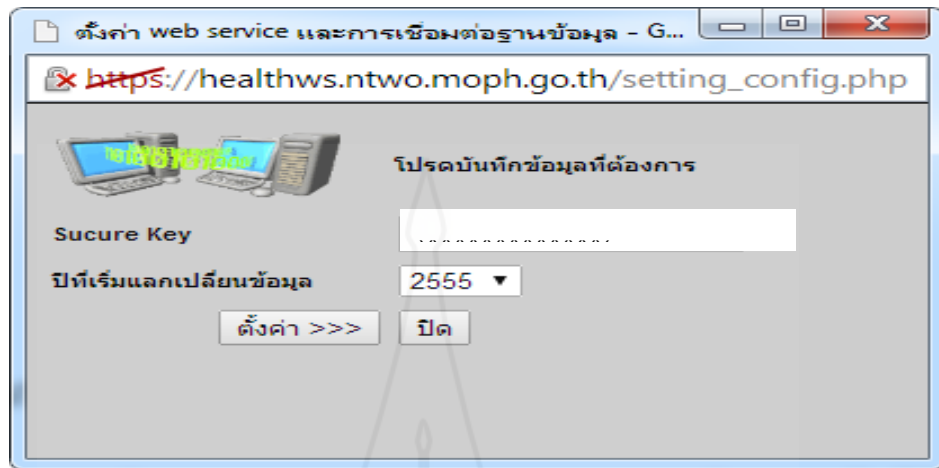 ตั้งค่า web service และการเชื่อมต่อฐานข้อมูล - G...
https://healthws.ntwo.moph.go.th/setting_config.php
โปรดบันทึกข้อมูลที่ต้องการ
Sucure Key
ปีที่เริ่มแลกเปลี่ยนข้อมูล 2555
ตั้งค่า >>> ปิด